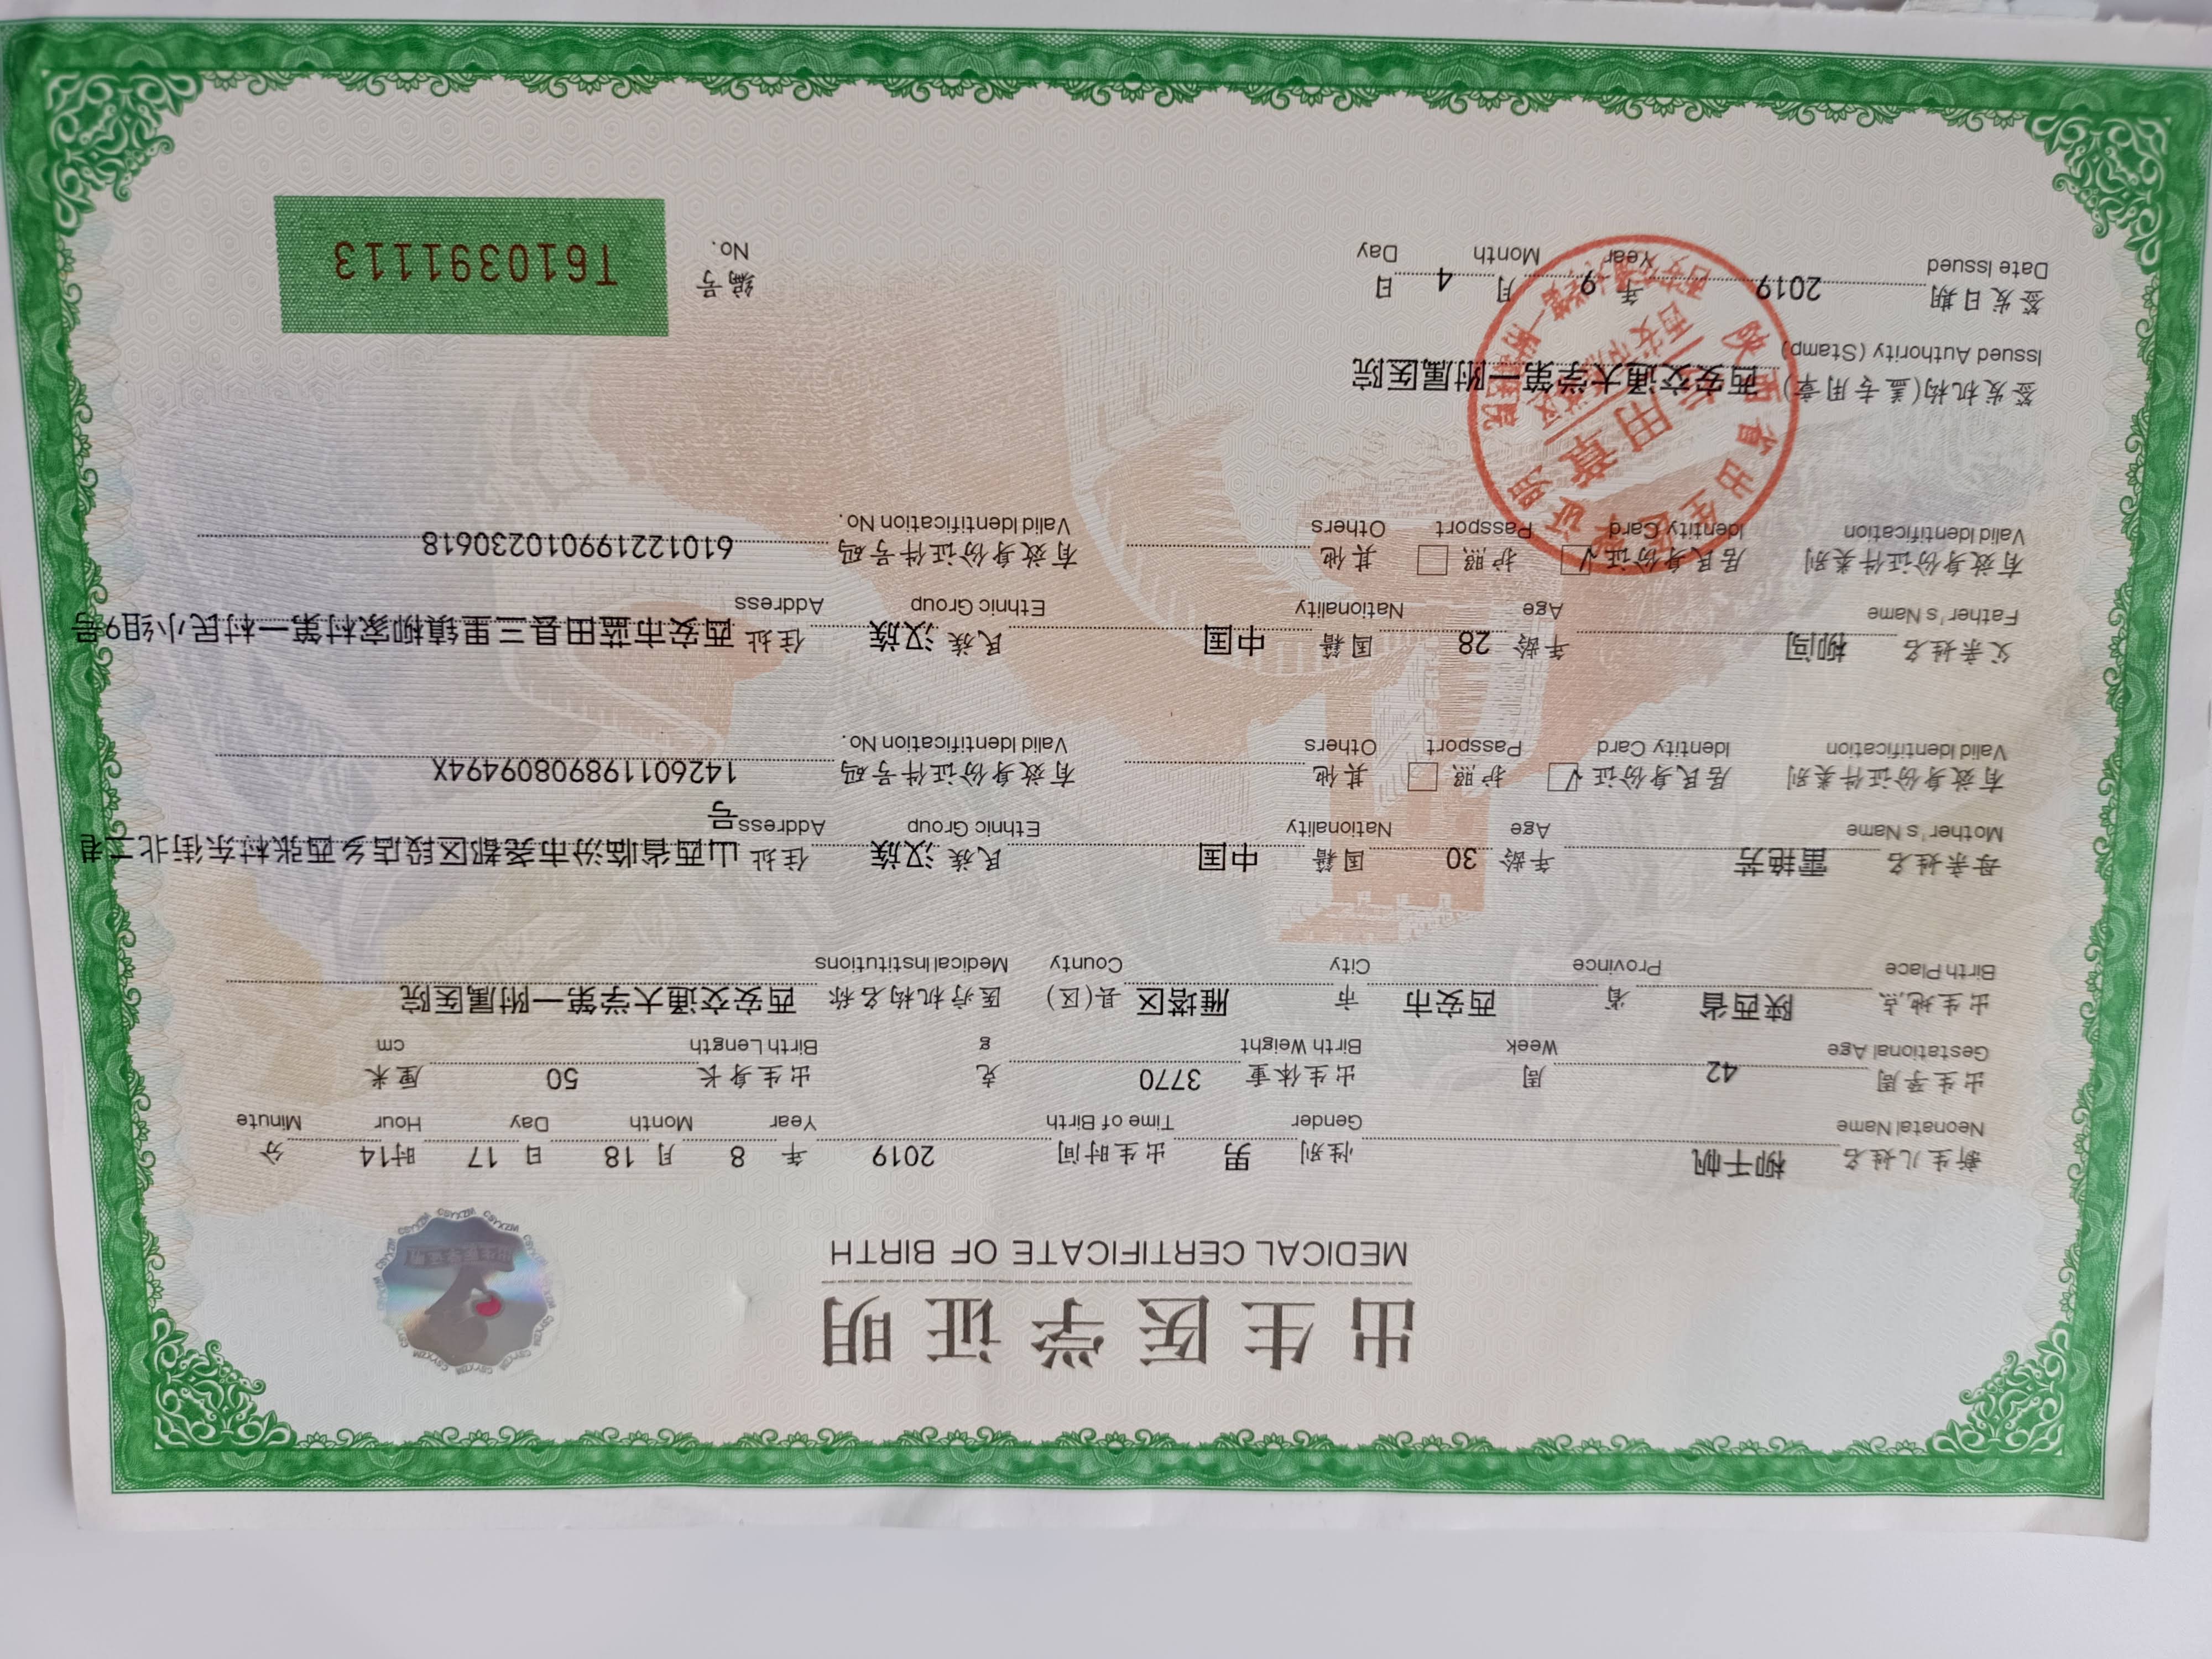 出生医学证明
MEDICAL CERTIFICATE OF BIRTH
新生儿姓名 柳千帆 性别 男 出生时间 2019 年 8 月 18 日 17 时14 分
Neonatal Name Gender Time of Birth Year Month Day Hour Minute
出生孕周 42 周 出生体重 3770 克 出生身长 50 厘米
Gestational Age Week Birth Weight g Birth Length cm
出生地点 陕西省 省 西安市 市 雁塔区 县(区) 医疗机构名称 西安交通大学第一附属医院
Birth Place Province City County Medical Institutions
母亲姓名 雷艳芳 年龄 30 国籍 中国 民族 汉族 住址 山西省临汾市尧都区段店乡西张村东街北二巷
号
Mother's Name Age Nationality Ethnic Group Address
有效身份证件类别 居民身份证 √ 护照 其他 有效身份证件号码 14260119890809494X
Valid Identification Identity Card Passport Others Valid Identification No.
父亲姓名 柳闯 年龄 28 国籍 中国 民族 汉族 住址 西安市蓝田县三里镇柳家村第一村民小组9号
Father's Name Age Nationality Ethnic Group Address
有效身份证件类别 居民身份证 √ 护照 其他 有效身份证件号码 610122199010230618
Valid Identification Identity Card Passport Others Valid Identification No.
签发机构(盖专用章) 西安交通大学第一附属医院
Issued Authority (Stamp)
签发日期 2019 年 9 月 4 日
Date Issued Year Month Day
编号 T610391113
No.
陕西省出生医学证明
专用章
CSYXZM